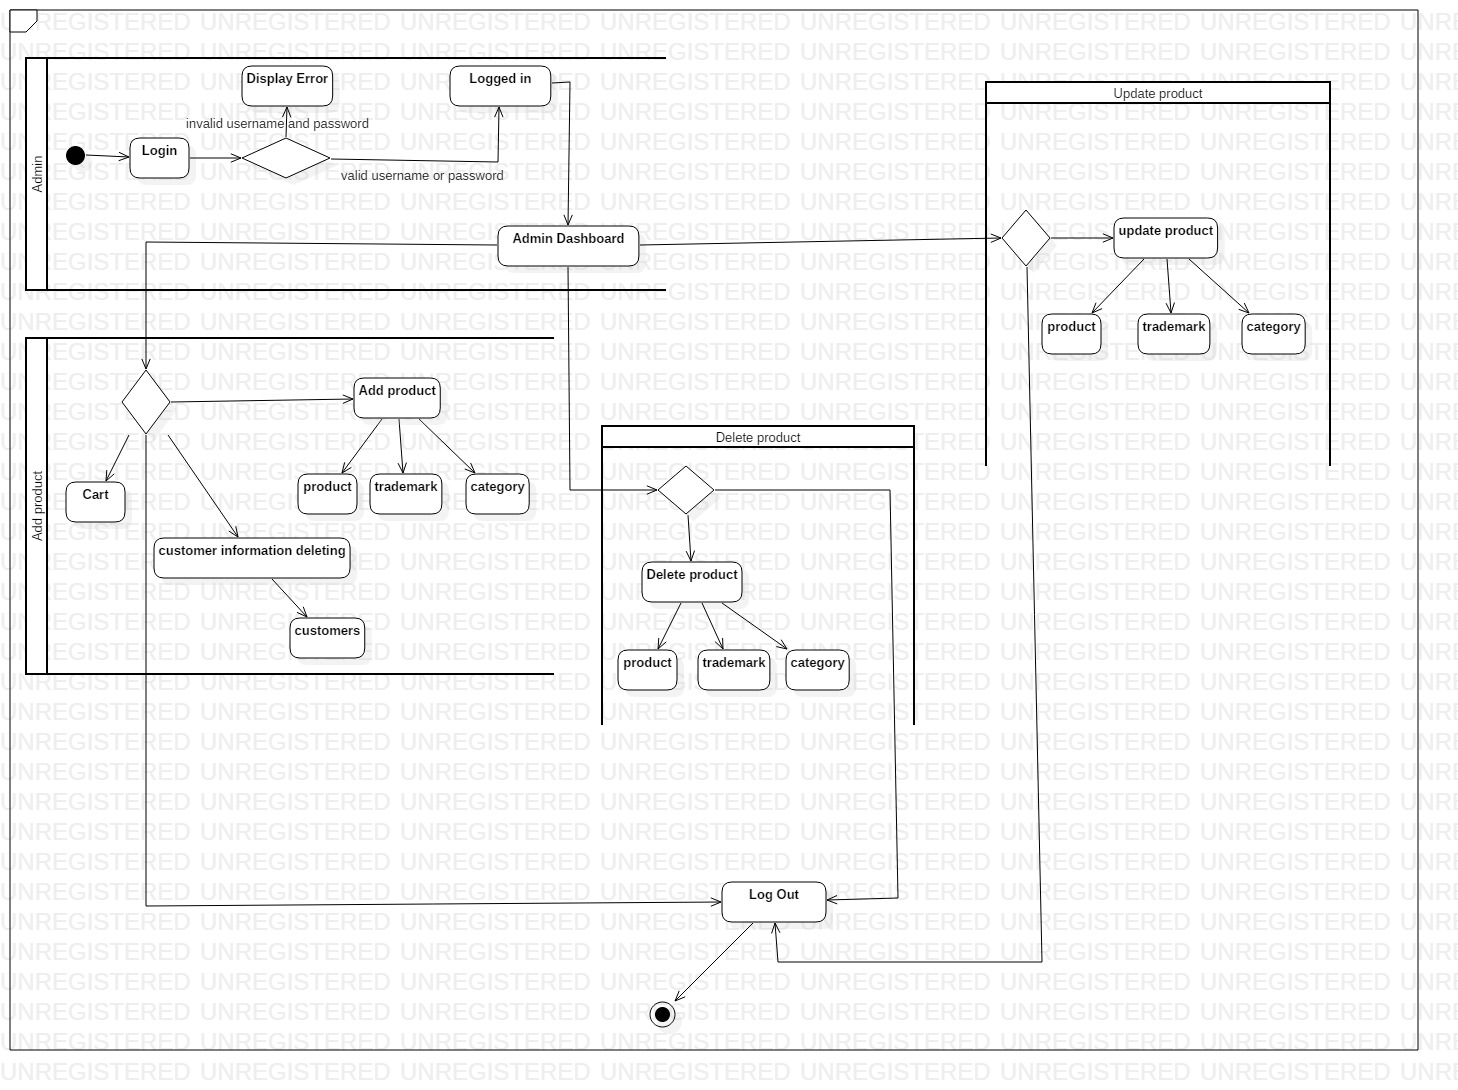 Admin
Display Error
Logged in
invalid username and password
Login
valid username or password
Admin Dashboard
Update product
update product
product
trademark
category
Add product
Add product
product
trademark
category
Cart
customer information deleting
customers
Delete product
Delete product
product
trademark
category
Log Out
UNREGISTERED